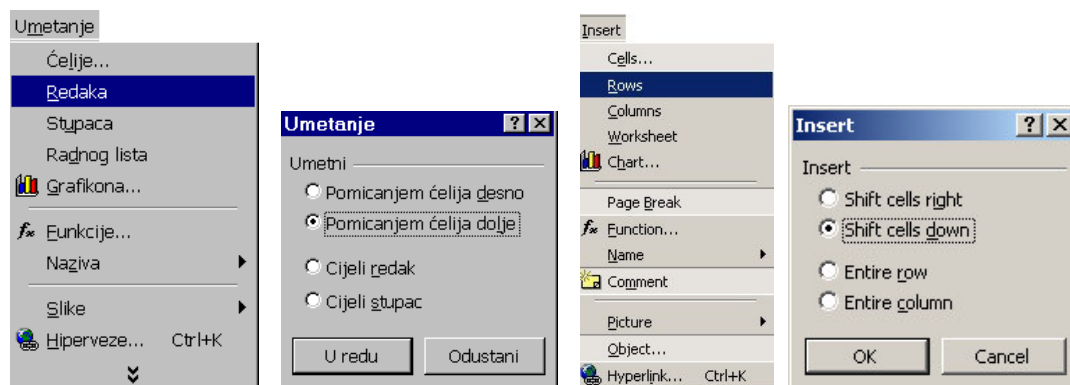 Umetanje
Ćelije...
Redaka
Stupaca
Radnog lista
Grafikona...
fx Funkcije...
Naziva
Slike
Hiperveze... Ctrl+K
Umetanje
Umetni
Pomicanjem ćelija desno
Pomicanjem ćelija dolje
Cijeli redak
Cijeli stupac
U redu Odustani
Insert
Cells...
Rows
Columns
Worksheet
Chart...
Page Break
fx Function...
Name
Comment
Picture
Object...
Hyperlink... Ctrl+K
Insert
Insert
Shift cells right
Shift cells down
Entire row
Entire column
OK Cancel